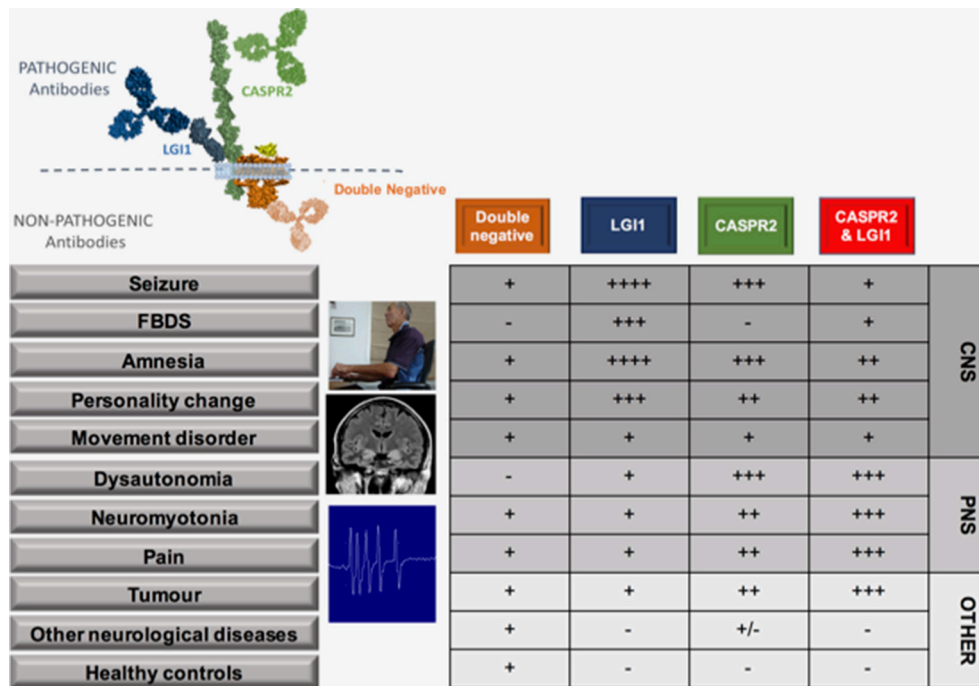 PATHOGENIC
Antibodies
CASPR2
LGI1
Double Negative
NON-PATHOGENIC
Antibodies
Double negative LGI1 CASPR2 CASPR2 & LGI1
Seizure + ++++ +++ +
FBDS - +++ - +
Amnesia + ++++ +++ ++
Personality change + +++ ++ ++
Movement disorder + + + +
CNS
Dysautonomia - + +++ +++
Neuromyotonia + + ++ +++
Pain + + ++ +++
PNS
Tumour + + ++ +++
Other neurological diseases + - +/- -
Healthy controls + - - -
OTHER